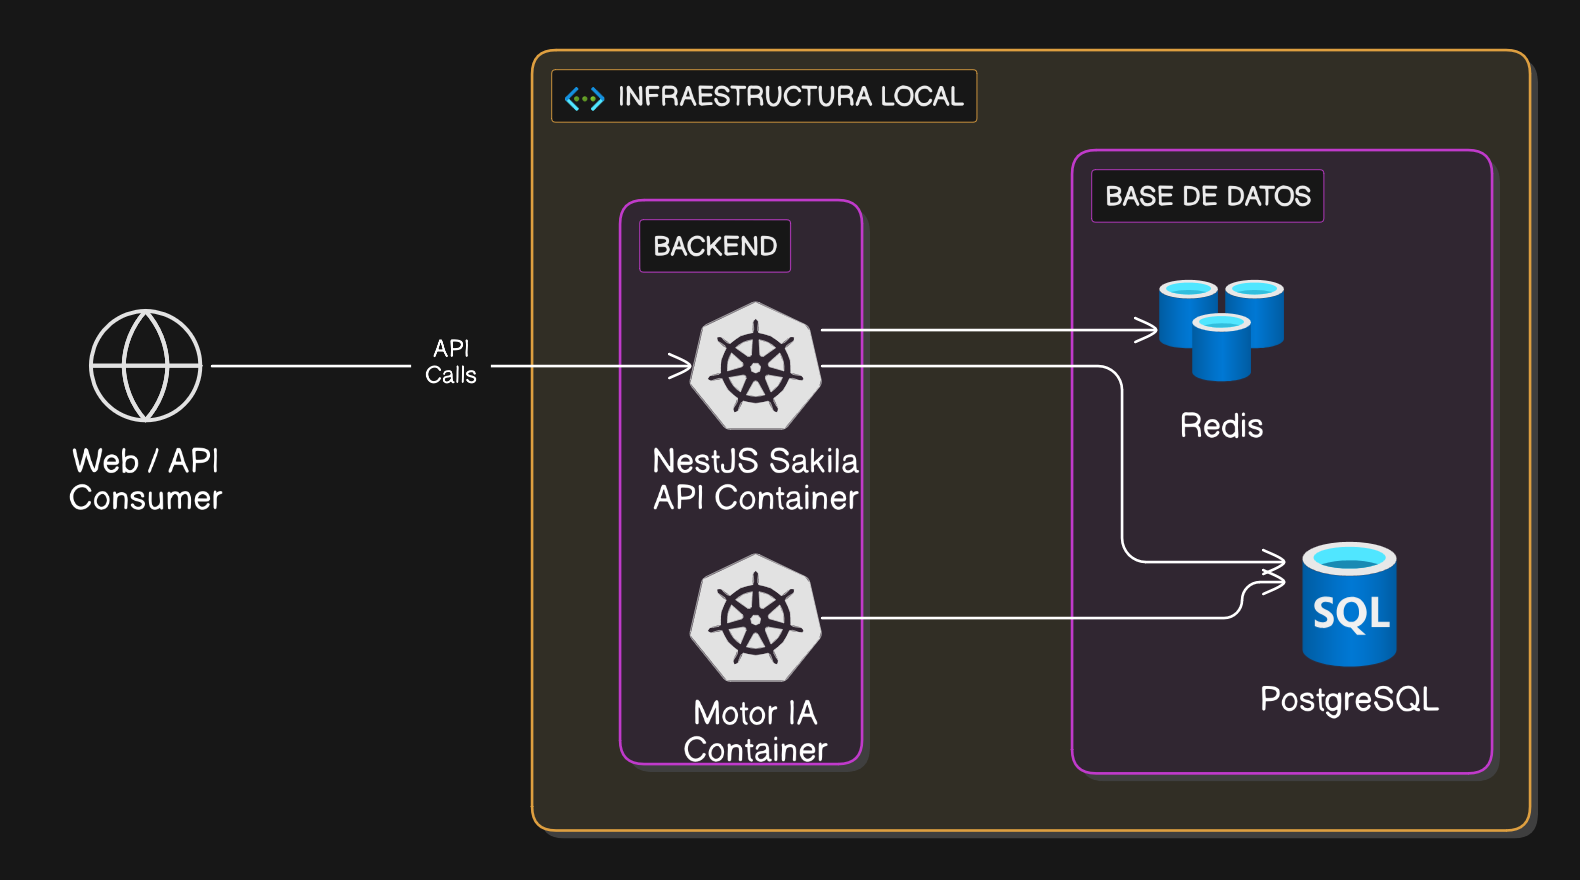 INFRAESTRUCTURA LOCAL
BASE DE DATOS
BACKEND
API
Calls
Web / API
Consumer
NestJS Sakila
API Container
Redis
SQL
PostgreSQL
Motor IA
Container